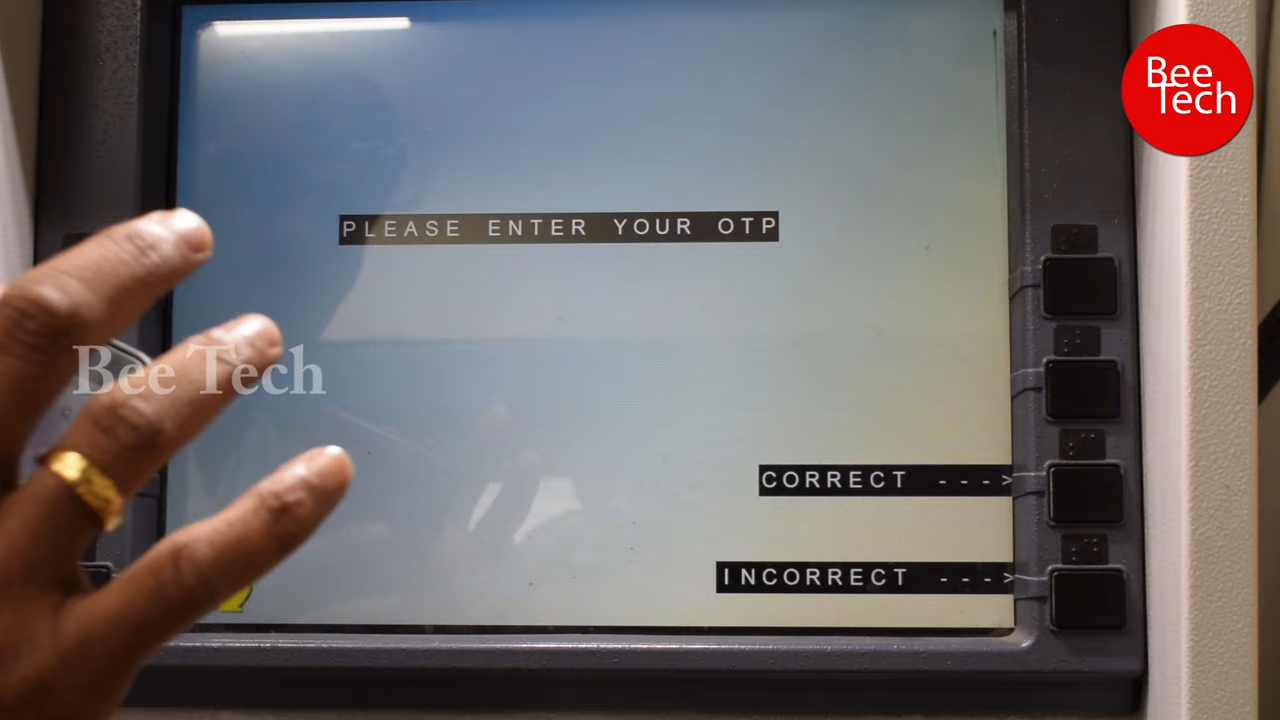 Bee
Tech
PLEASE ENTER YOUR OTP
Bee Tech
CORRECT --->
INCORRECT --->